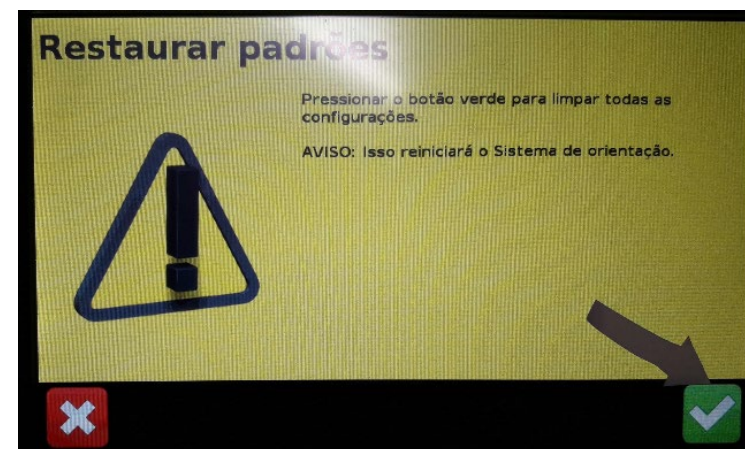 Restaurar padrões
Pressionar o botão verde para limpar todas as
configurações.
AVISO: Isso reiniciará o Sistema de orientação.